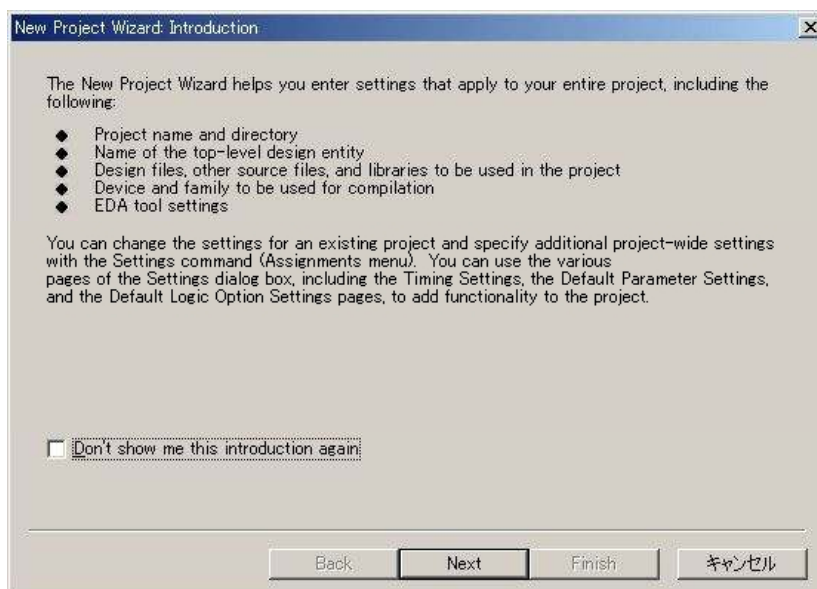 New Project Wizard: Introduction
The New Project Wizard helps you enter settings that apply to your entire project, including the
following:
Project name and directory
Name of the top-level design entity
Design files, other source files, and libraries to be used in the project
Device and family to be used for compilation
EDA tool settings
You can change the settings for an existing project and specify additional project-wide settings
with the Settings command (Assignments menu). You can use the various
pages of the Settings dialog box, including the Timing Settings, the Default Parameter Settings,
and the Default Logic Option Settings pages, to add functionality to the project.
Don't show me this introduction again
Back Next Finish キャンセル